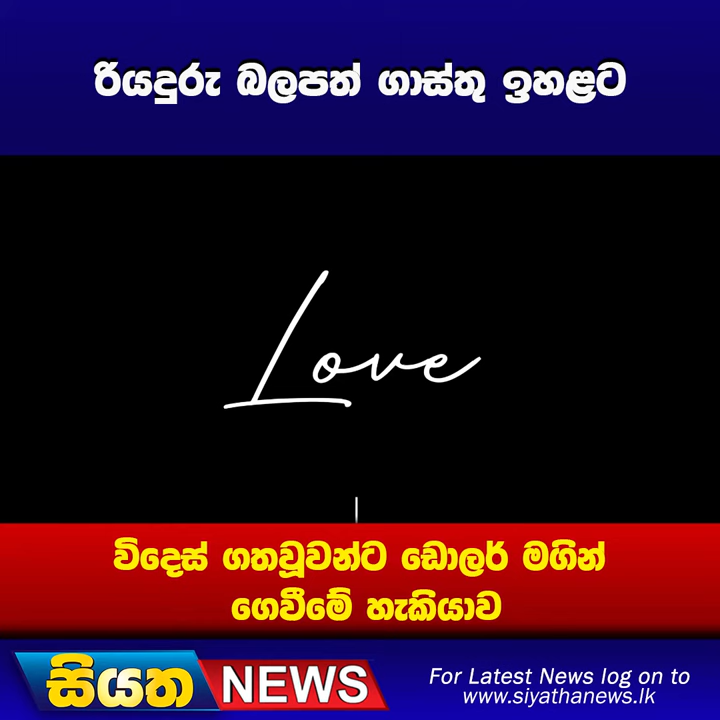 රියදුරු බලපත් ගාස්තු ඉහළට
Love
විදෙස් ගතවූවන්ට ඩොලර් මගින්
ගෙවීමේ හැකියාව
සියත NEWS
For Latest News log on to
www.siyathanews.lk